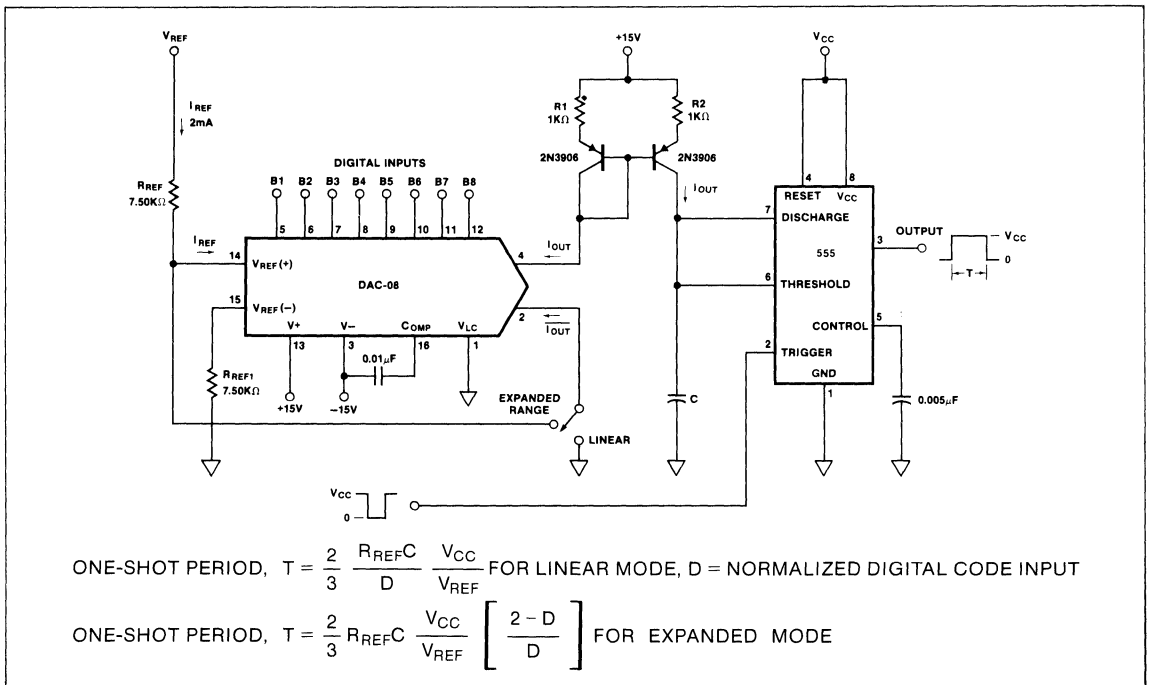 VREF
+15V
VCC
IREF
2mA
R1
1KΩ
R2
1KΩ
2N3906
2N3906
DIGITAL INPUTS
B1 B2 B3 B4 B5 B6 B7 B8
RREF
7.50KΩ
5 6 7 8 9 10 11 12
IOUT
4 8
RESET VCC
7
DISCHARGE
OUTPUT
3
VCC
0
T
555
IREF
14
VREF(+)
IOUT
4
DAC-08
6
THRESHOLD
15
VREF(−)
2
IOUT
5
CONTROL
V+ V− COMP VLC
13 3 16 1
0.01μF
2
TRIGGER
GND
1
RREF1
7.50KΩ
+15V −15V
EXPANDED
RANGE
LINEAR
C
0.005μF
VCC
0
ONE-SHOT PERIOD, T = 2/3 RREFC/D VCC/VREF FOR LINEAR MODE, D = NORMALIZED DIGITAL CODE INPUT
ONE-SHOT PERIOD, T = 2/3 RREFC VCC/VREF [ 2 − D / D ] FOR EXPANDED MODE